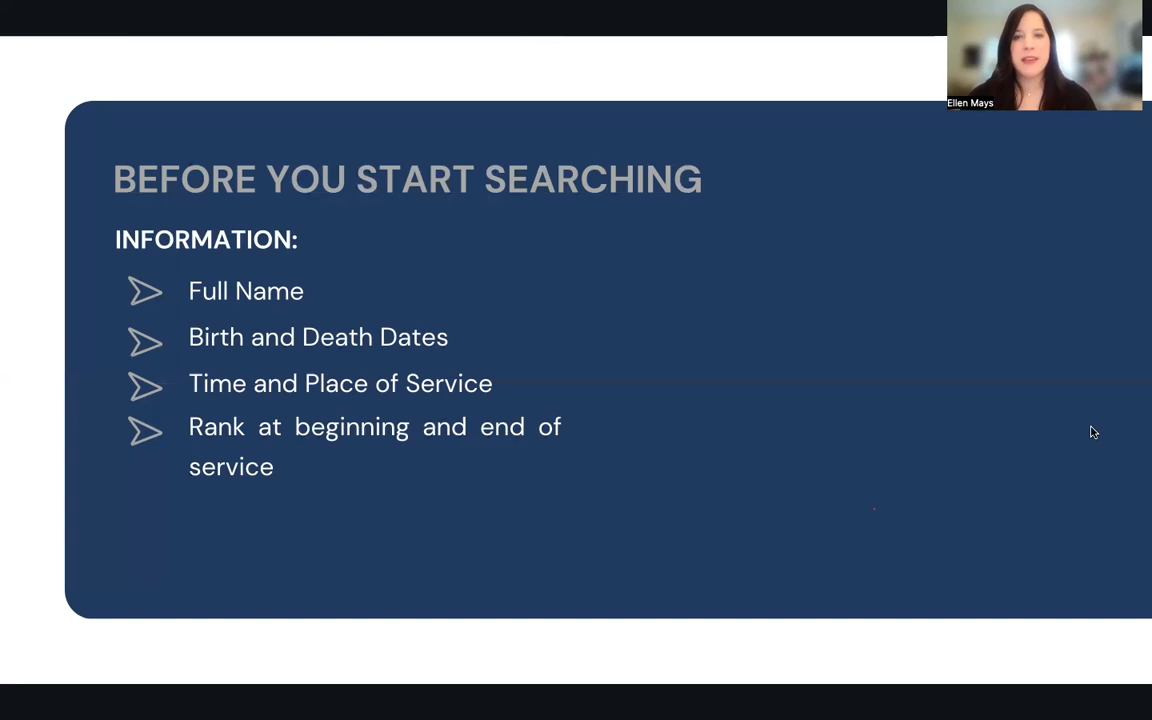 Ellen Mays
BEFORE YOU START SEARCHING
INFORMATION:
Full Name
Birth and Death Dates
Time and Place of Service
Rank at beginning and end of
service